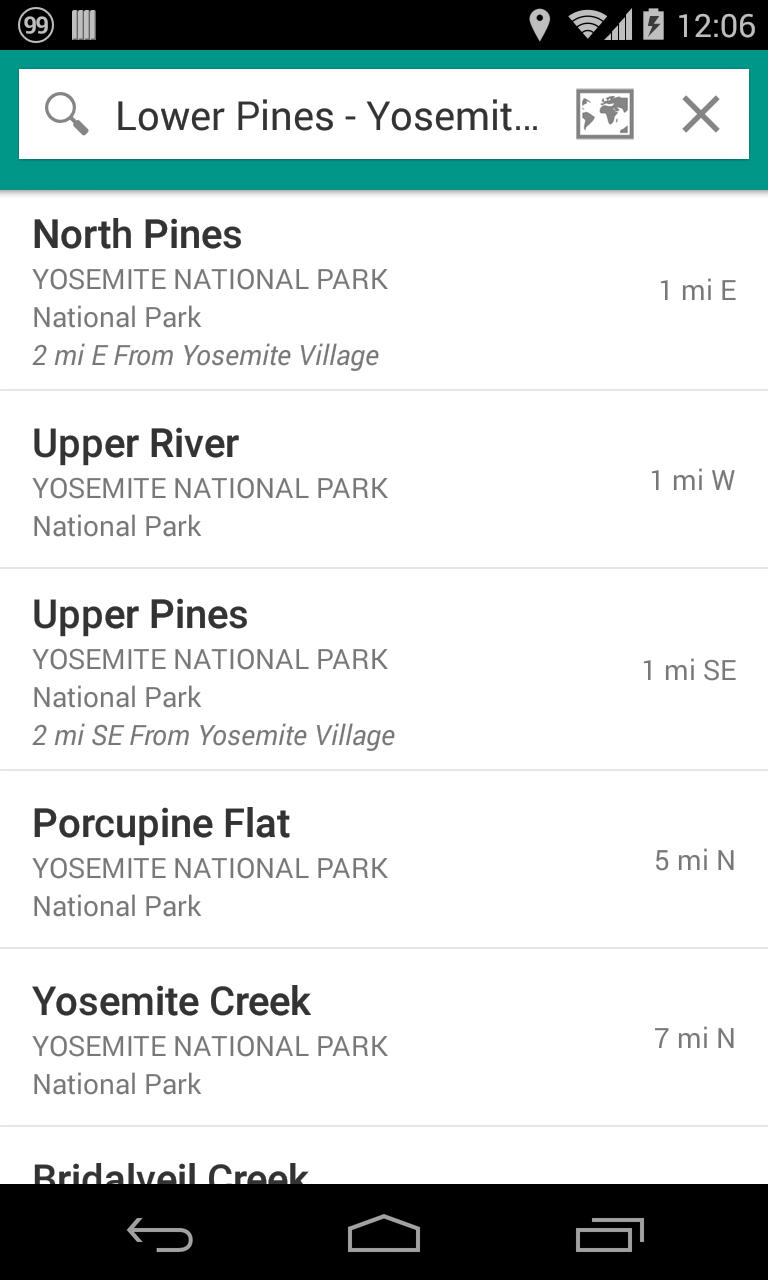 99
12:06
Lower Pines - Yosemit...
North Pines
YOSEMITE NATIONAL PARK
National Park
2 mi E From Yosemite Village
1 mi E
Upper River
YOSEMITE NATIONAL PARK
National Park
1 mi W
Upper Pines
YOSEMITE NATIONAL PARK
National Park
2 mi SE From Yosemite Village
1 mi SE
Porcupine Flat
YOSEMITE NATIONAL PARK
National Park
5 mi N
Yosemite Creek
YOSEMITE NATIONAL PARK
National Park
7 mi N
Bridalveil Creek